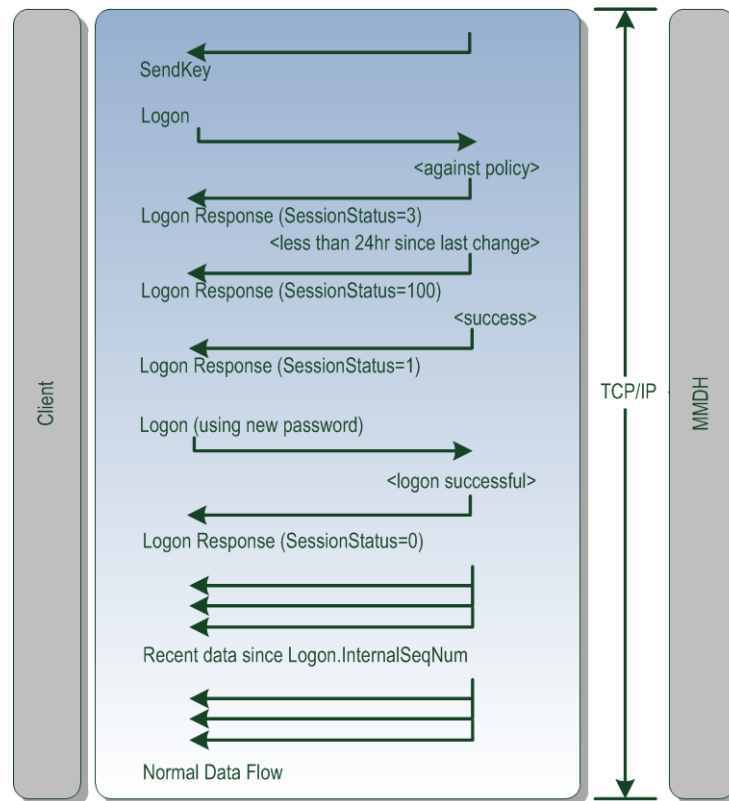 SendKey
Logon
<against policy>
Logon Response (SessionStatus=3)
<less than 24hr since last change>
Logon Response (SessionStatus=100)
<success>
Logon Response (SessionStatus=1)
Client
TCP/IP
MMDH
Logon (using new password)
<logon successful>
Logon Response (SessionStatus=0)
Recent data since Logon.InternalSeqNum
Normal Data Flow